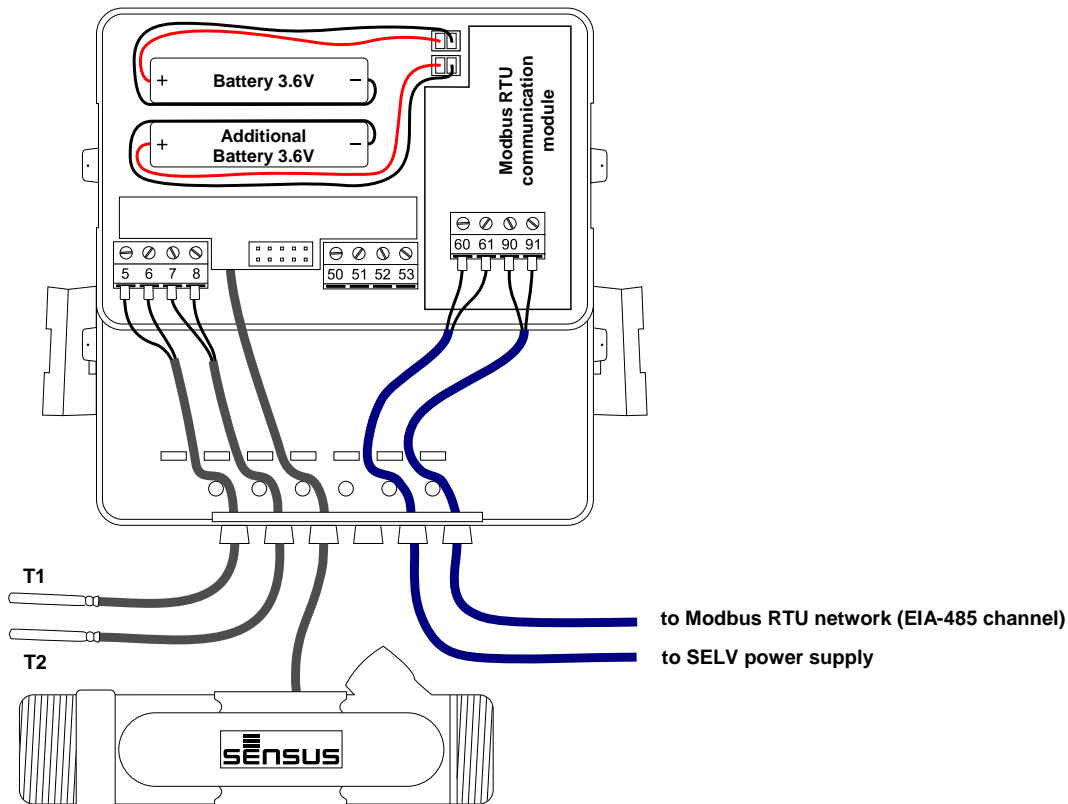 + Battery 3.6V −
+ Additional −
Battery 3.6V
Modbus RTU
communication
module
5 6 7 8
50 51 52 53
60 61 90 91
T1
T2
to Modbus RTU network (EIA-485 channel)
to SELV power supply
sensus